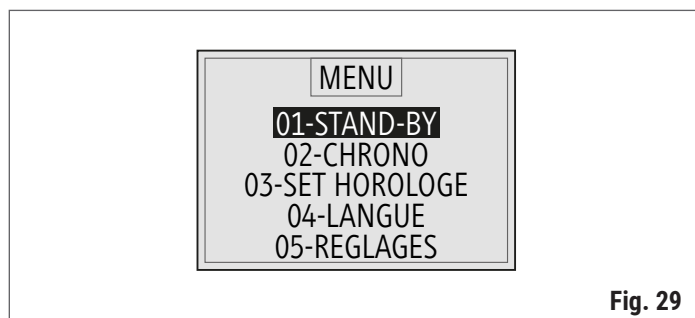 MENU
01-STAND-BY
02-CHRONO
03-SET HOROLOGE
04-LANGUE
05-REGLAGES
Fig. 29